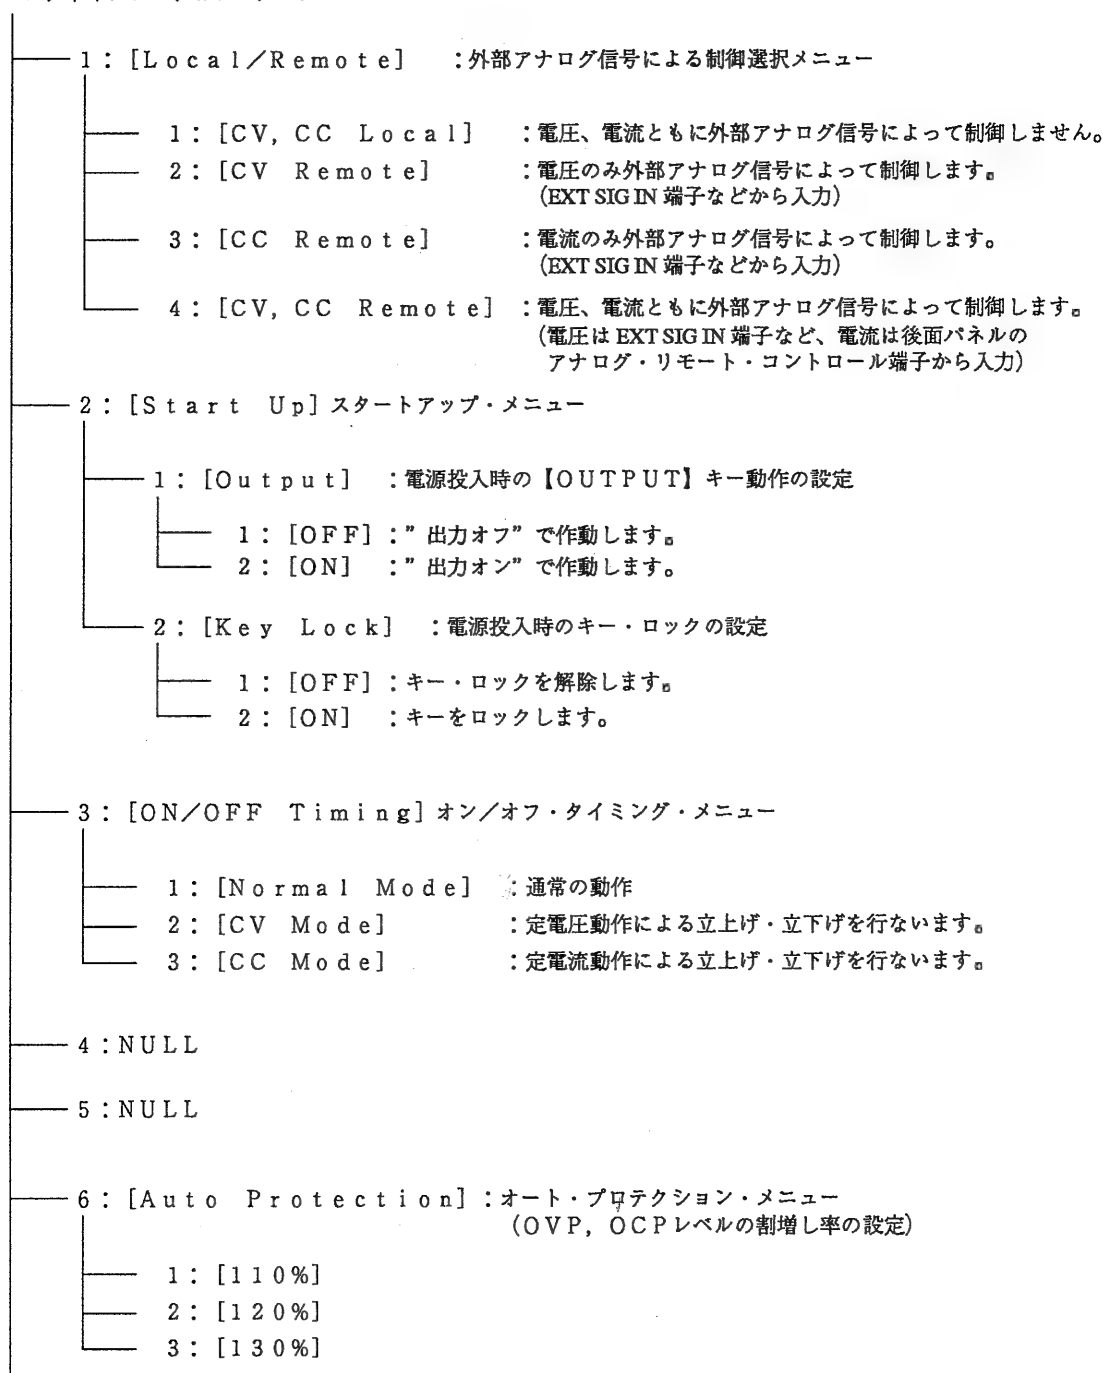 1：[Local／Remote]　：外部アナログ信号による制御選択メニュー
1：[CV, CC Local]　：電圧、電流ともに外部アナログ信号によって制御しません。
2：[CV Remote]　：電圧のみ外部アナログ信号によって制御します。
(EXT SIG IN 端子などから入力)
3：[CC Remote]　：電流のみ外部アナログ信号によって制御します。
(EXT SIG IN 端子などから入力)
4：[CV, CC Remote]　：電圧、電流ともに外部アナログ信号によって制御します。
(電圧は EXT SIG IN 端子など、電流は後面パネルの
アナログ・リモート・コントロール端子から入力)
2：[Start Up] スタートアップ・メニュー
1：[Output]　：電源投入時の【OUTPUT】キー動作の設定
1：[OFF]：”出力オフ”で作動します。
2：[ON]　：”出力オン”で作動します。
2：[Key Lock]　：電源投入時のキー・ロックの設定
1：[OFF]：キー・ロックを解除します。
2：[ON]　：キーをロックします。
3：[ON／OFF Timing] オン／オフ・タイミング・メニュー
1：[Normal Mode]　：通常の動作
2：[CV Mode]　：定電圧動作による立上げ・立下げを行ないます。
3：[CC Mode]　：定電流動作による立上げ・立下げを行ないます。
4：NULL
5：NULL
6：[Auto Protection]：オート・プロテクション・メニュー
(OVP, OCPレベルの割増し率の設定)
1：[110%]
2：[120%]
3：[130%]